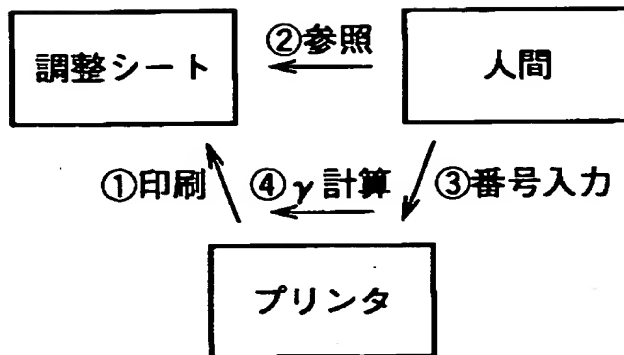 ②参照
調整シート
人間
①印刷
④γ計算
③番号入力
プリンタ